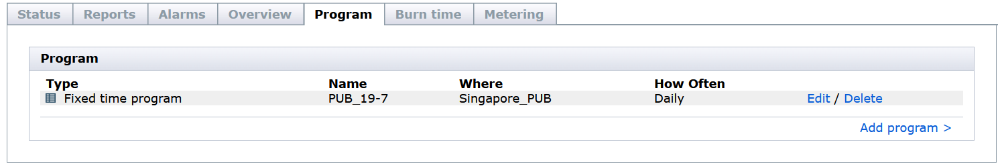 Status Reports Alarms Overview Program Burn time Metering
Program
Type Name Where How Often
Fixed time program PUB_19-7 Singapore_PUB Daily Edit / Delete
Add program >